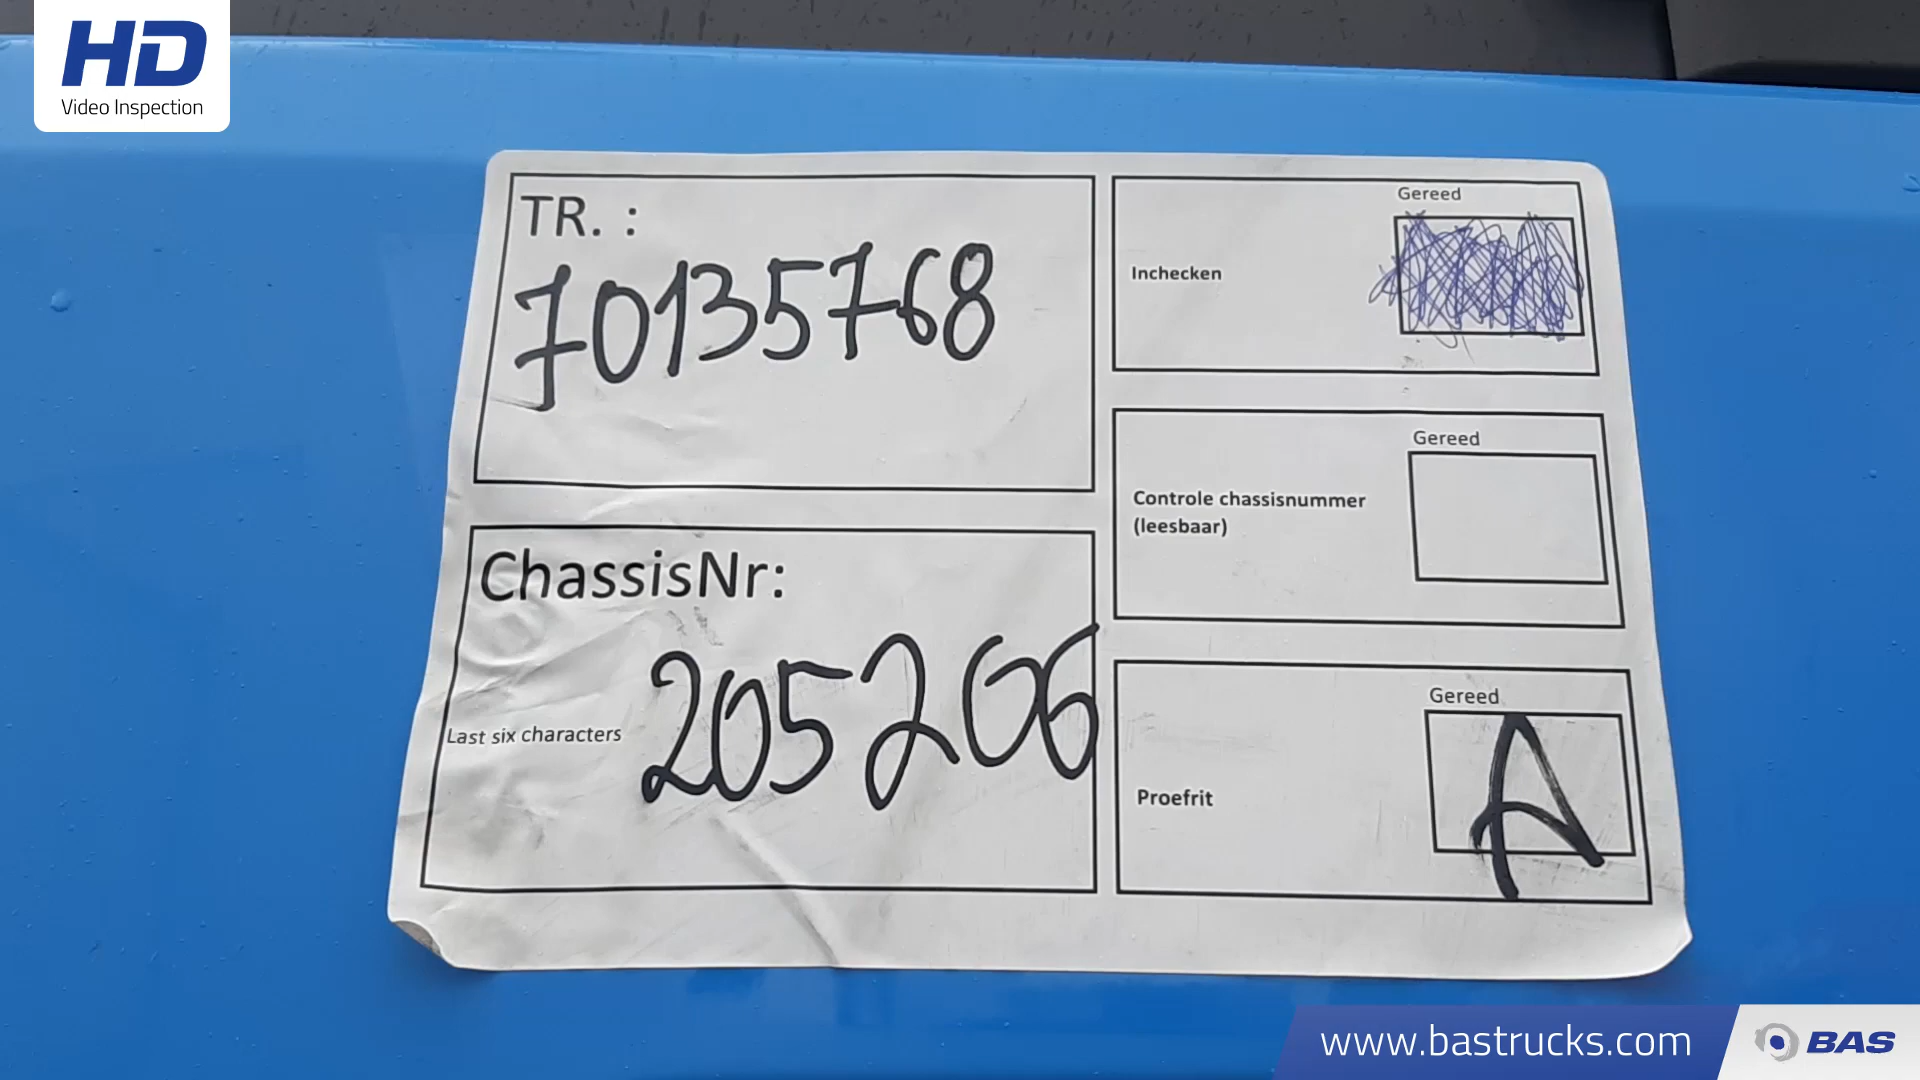 HD
Video Inspection
TR. :
70135768
ChassisNr:
Last six characters 205206
Gereed
Inchecken
Gereed
Controle chassisnummer
(leesbaar)
Gereed
A
Proefrit
www.bastrucks.com
BAS